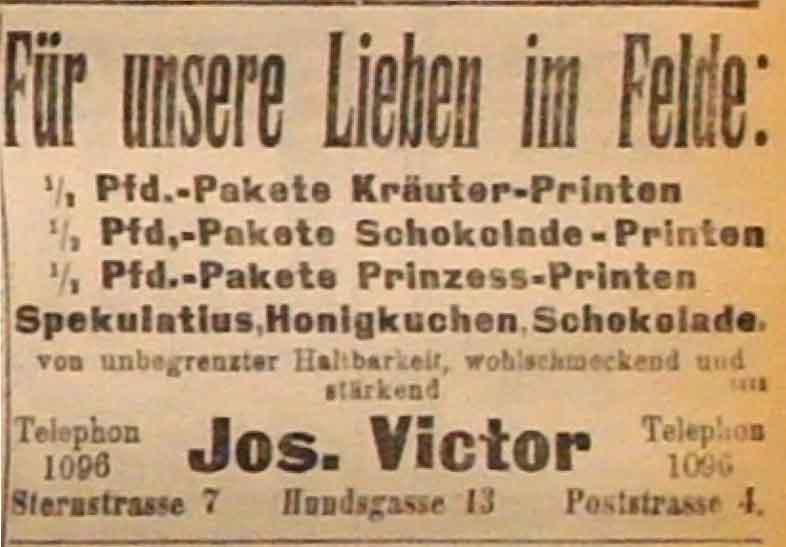 Für unsere Lieben im Felde:
½ Pfd.-Pakete Kräuter-Printen
½ Pfd.-Pakete Schokolade-Printen
½ Pfd.-Pakete Prinzess-Printen
Spekulatius, Honigkuchen, Schokolade.
von unbegrenzter Haltbarkeit, wohlschmeckend und
stärkend
Telephon 1096 Jos. Victor Telephon 1096
Sternstrasse 7 Hundsgasse 13 Poststrasse 4.